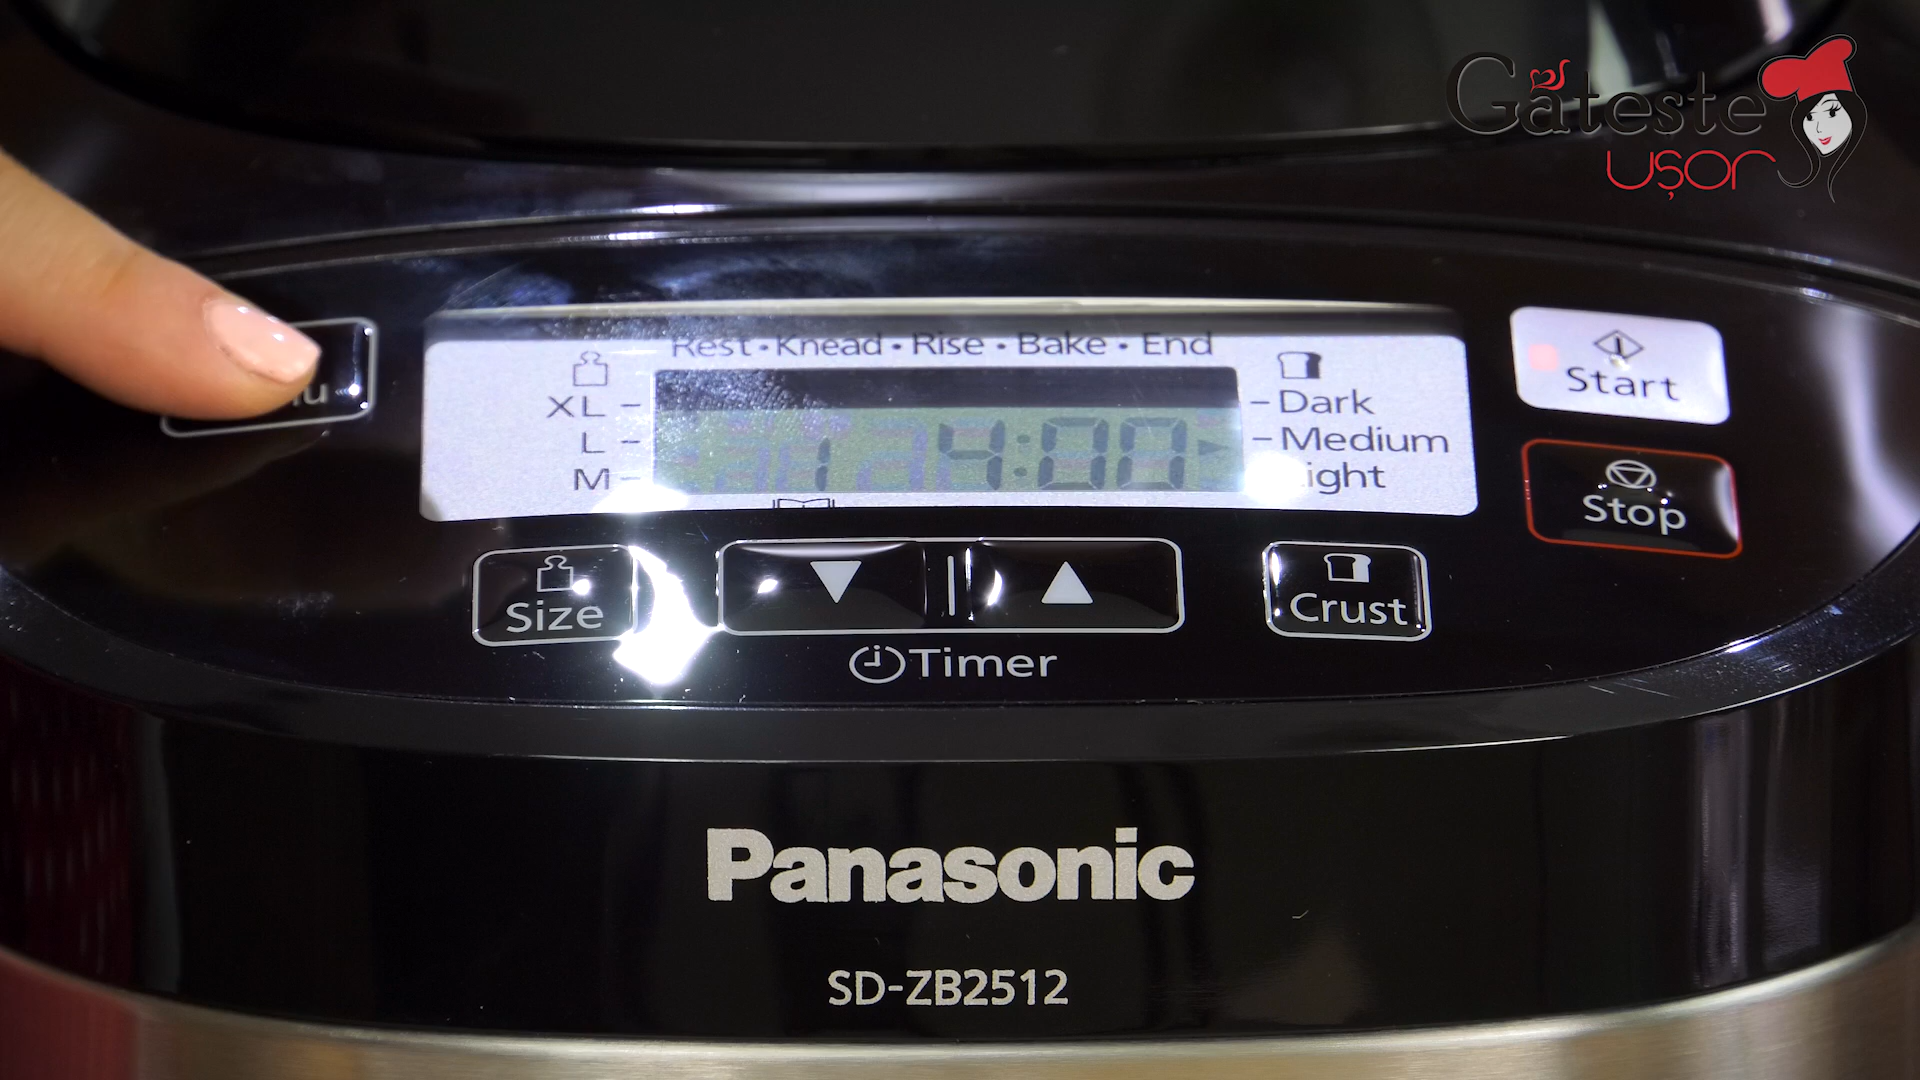 Gătește
ușor
Rest • Knead • Rise • Bake • End
XL
L
M
1 4:00
Dark
Medium
Start
Stop
Size
Timer
Crust
Panasonic
SD-ZB2512